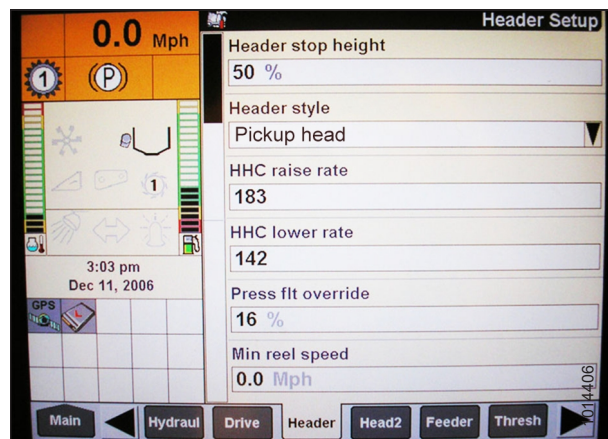 0.0 Mph
Header Setup
1
(P)
Header stop height
50 %
Header style
Pickup head
HHC raise rate
183
1
HHC lower rate
142
3:03 pm
Dec 11, 2006
Press flt override
16 %
GPS
L
Min reel speed
0.0 Mph
Main
Hydraul
Drive
Header
Head2
Feeder
Thresh
1014406